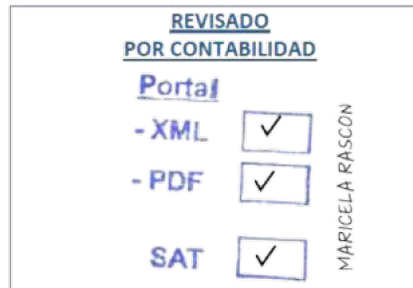 REVISADO
POR CONTABILIDAD
Portal
- XML ✓
- PDF ✓
SAT ✓
MARICELA RASCON